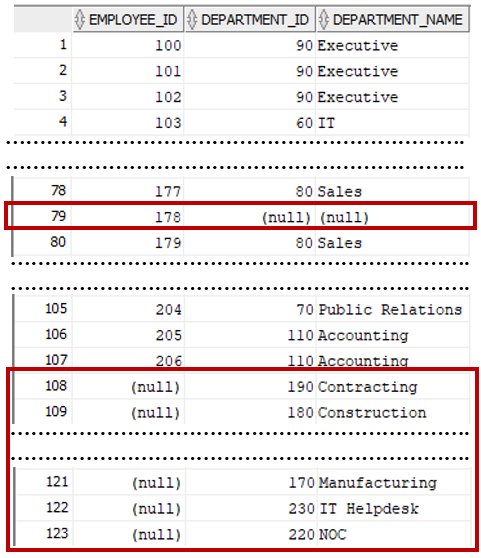 EMPLOYEE_ID DEPARTMENT_ID DEPARTMENT_NAME
1 100 90 Executive
2 101 90 Executive
3 102 90 Executive
4 103 60 IT
78 177 80 Sales
79 178 (null) (null)
80 179 80 Sales
105 204 70 Public Relations
106 205 110 Accounting
107 206 110 Accounting
108 (null) 190 Contracting
109 (null) 180 Construction
121 (null) 170 Manufacturing
122 (null) 230 IT Helpdesk
123 (null) 220 NOC